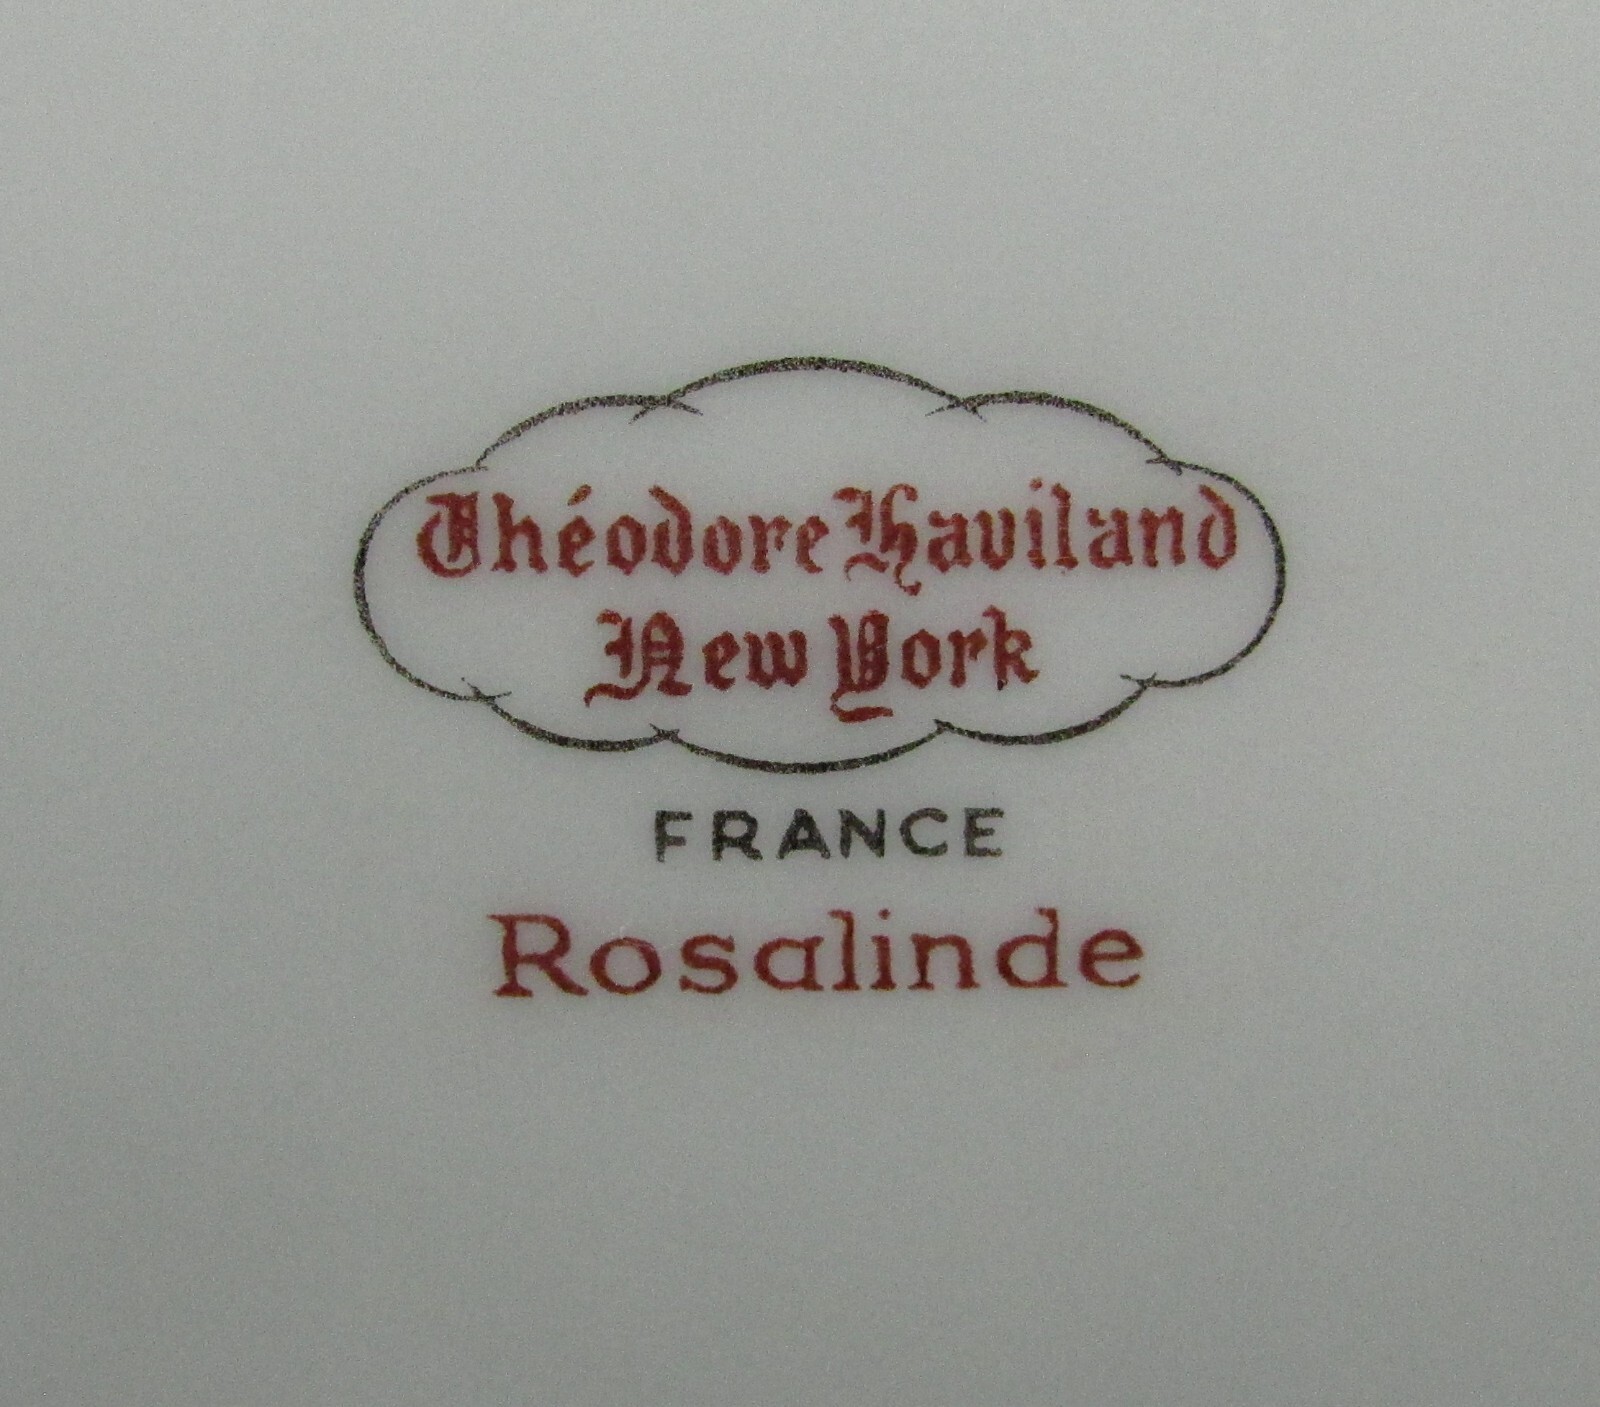 Théodore Haviland
New York
FRANCE
Rosalinde